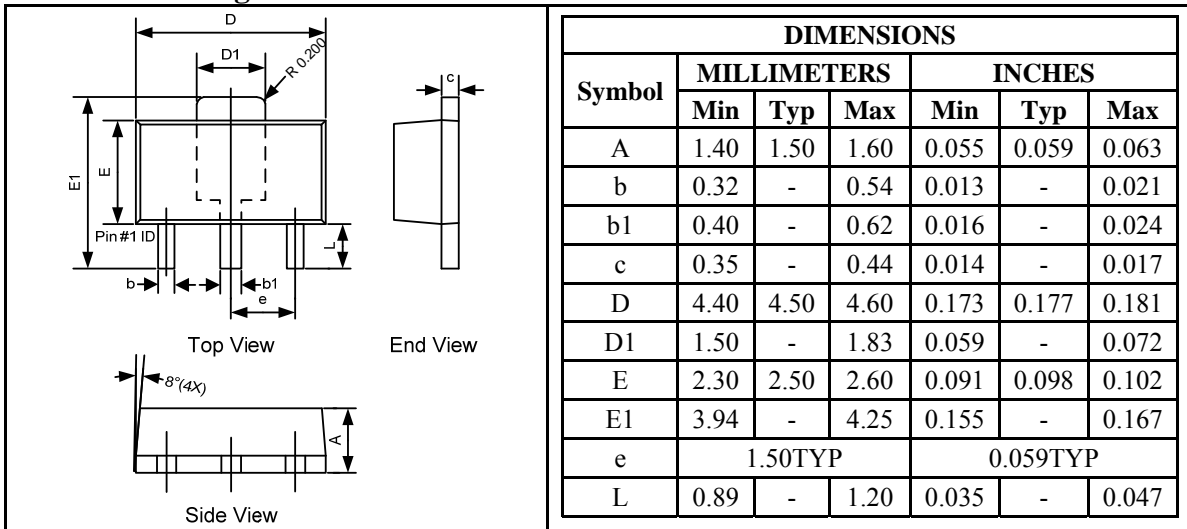 D
D1
R 0.200
c
E1
E
Pin #1 ID
L
b
b1
e
Top View
End View
8°(4X)
A
Side View
DIMENSIONS
Symbol MILLIMETERS INCHES
Min Typ Max Min Typ Max
A 1.40 1.50 1.60 0.055 0.059 0.063
b 0.32 - 0.54 0.013 - 0.021
b1 0.40 - 0.62 0.016 - 0.024
c 0.35 - 0.44 0.014 - 0.017
D 4.40 4.50 4.60 0.173 0.177 0.181
D1 1.50 - 1.83 0.059 - 0.072
E 2.30 2.50 2.60 0.091 0.098 0.102
E1 3.94 - 4.25 0.155 - 0.167
e 1.50TYP 0.059TYP
L 0.89 - 1.20 0.035 - 0.047